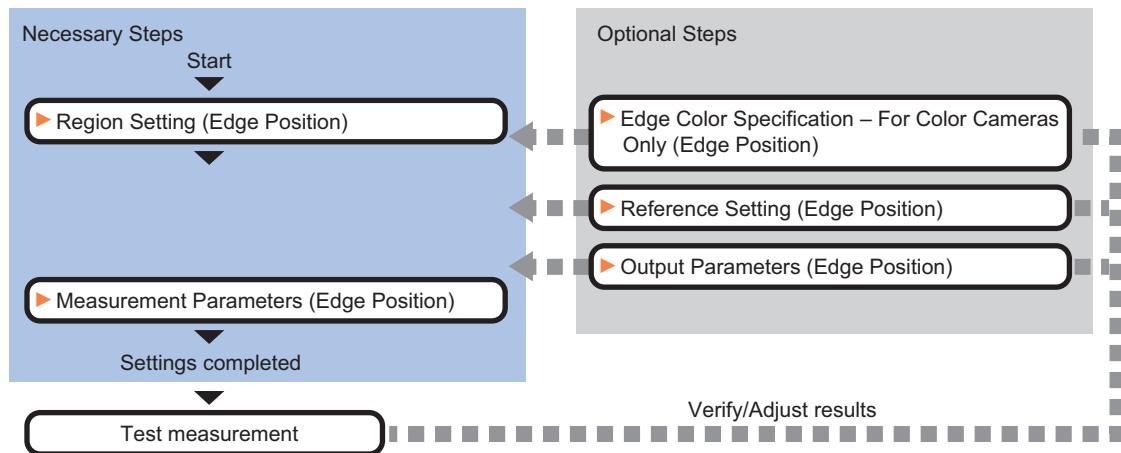 Necessary Steps
Start
Region Setting (Edge Position)
Measurement Parameters (Edge Position)
Settings completed
Test measurement
Optional Steps
Edge Color Specification – For Color Cameras
Only (Edge Position)
Reference Setting (Edge Position)
Output Parameters (Edge Position)
Verify/Adjust results